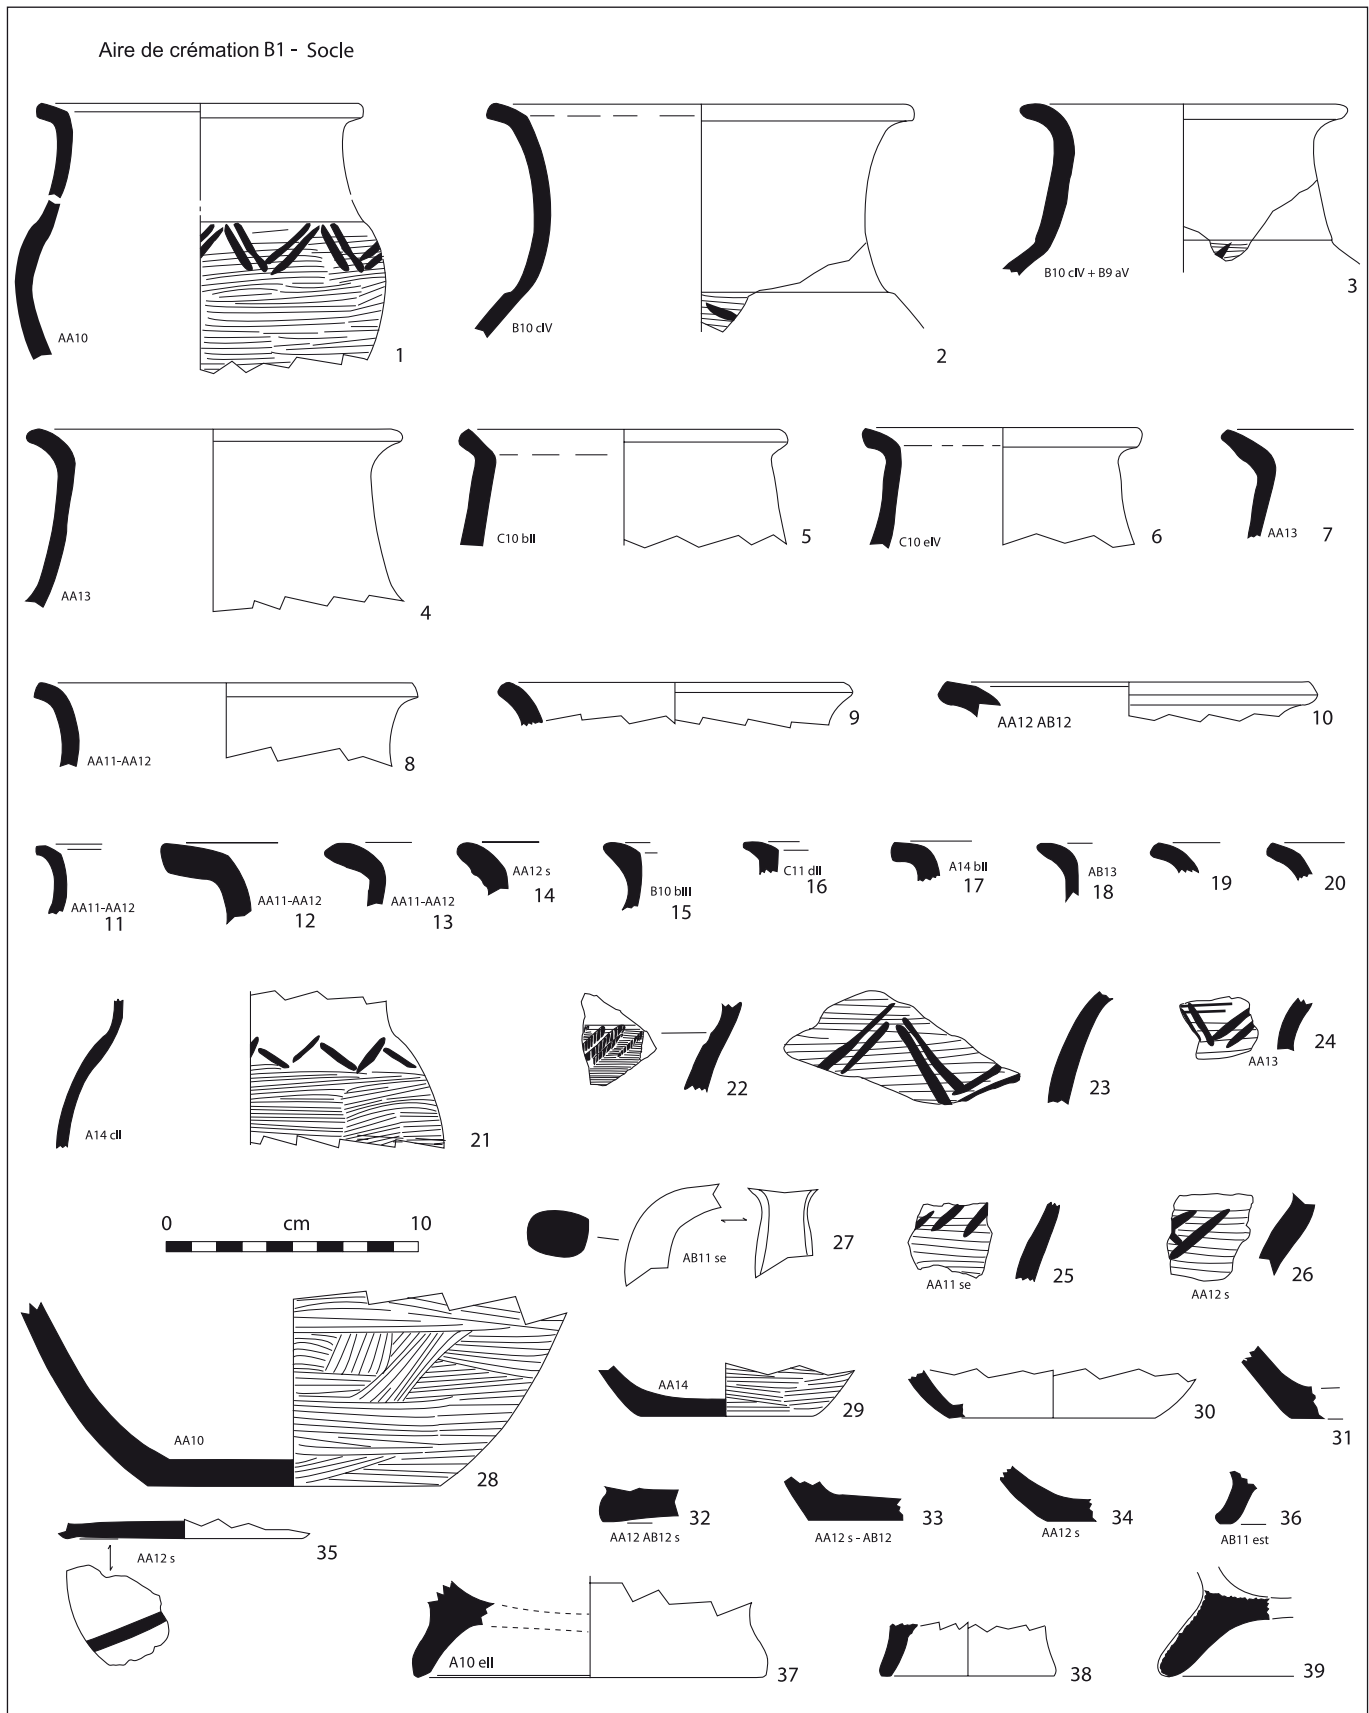 Aire de crémation B1 - Socle
AA10
1
B10 cIV
2
B10 cIV + B9 aV
3
AA13
4
C10 bII
5
C10 eIV
6
AA13
7
AA11-AA12
8
9
AA12 AB12
10
AA11-AA12
11
AA11-AA12
12
AA11-AA12
13
AA12 s
14
B10 bIII
15
C11 dII
16
A14 bII
17
AB13
18
19
20
A14 cII
21
22
23
AA13
24
0 cm 10
AB11 se
27
AA11 se
25
AA12 s
26
AA10
28
AA14
29
30
31
AA12 AB12 s
32
AA12 s - AB12
33
AA12 s
34
AA12 s
35
AB11 est
36
A10 eII
37
38
39